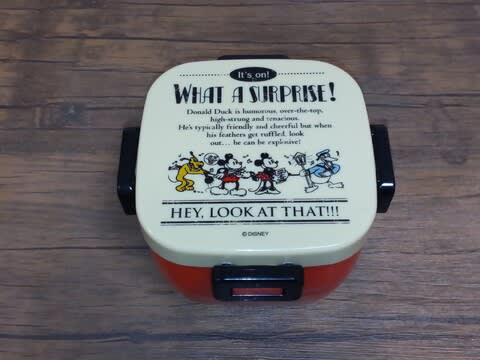 It's on!
WHAT A SURPRISE!
Donald Duck is humorous, over-the-top,
high-strung and tenacious.
He's typically friendly and cheerful but when
his feathers get ruffled, look
out... he can be explosive!
HEY, LOOK AT THAT!!!
© DISNEY